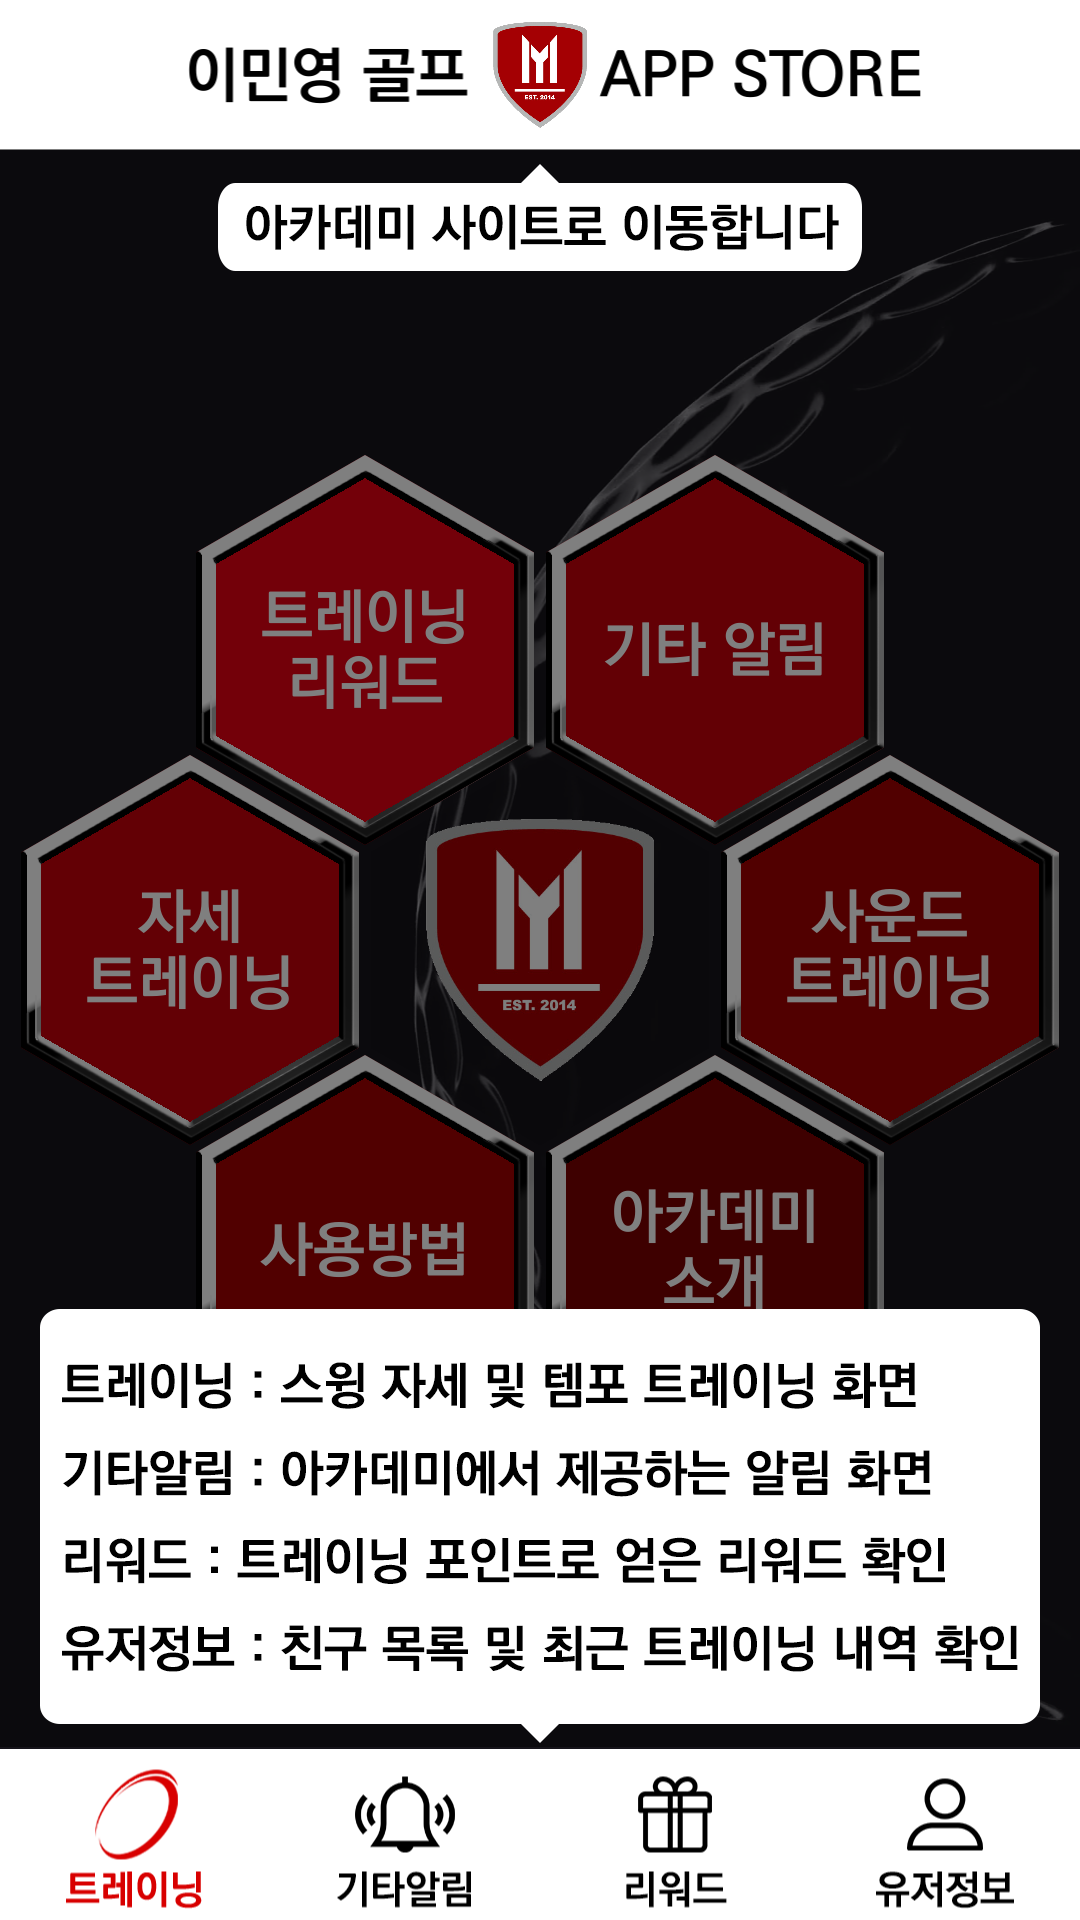 이민영 골프 APP STORE
EST. 2014
아카데미 사이트로 이동합니다
트레이닝
리워드
기타 알림
자세
트레이닝
EST. 2014
사운드
트레이닝
사용방법
아카데미
소개
트레이닝 : 스윙 자세 및 템포 트레이닝 화면
기타알림 : 아카데미에서 제공하는 알림 화면
리워드 : 트레이닝 포인트로 얻은 리워드 확인
유저정보 : 친구 목록 및 최근 트레이닝 내역 확인
트레이닝
기타알림
리워드
유저정보